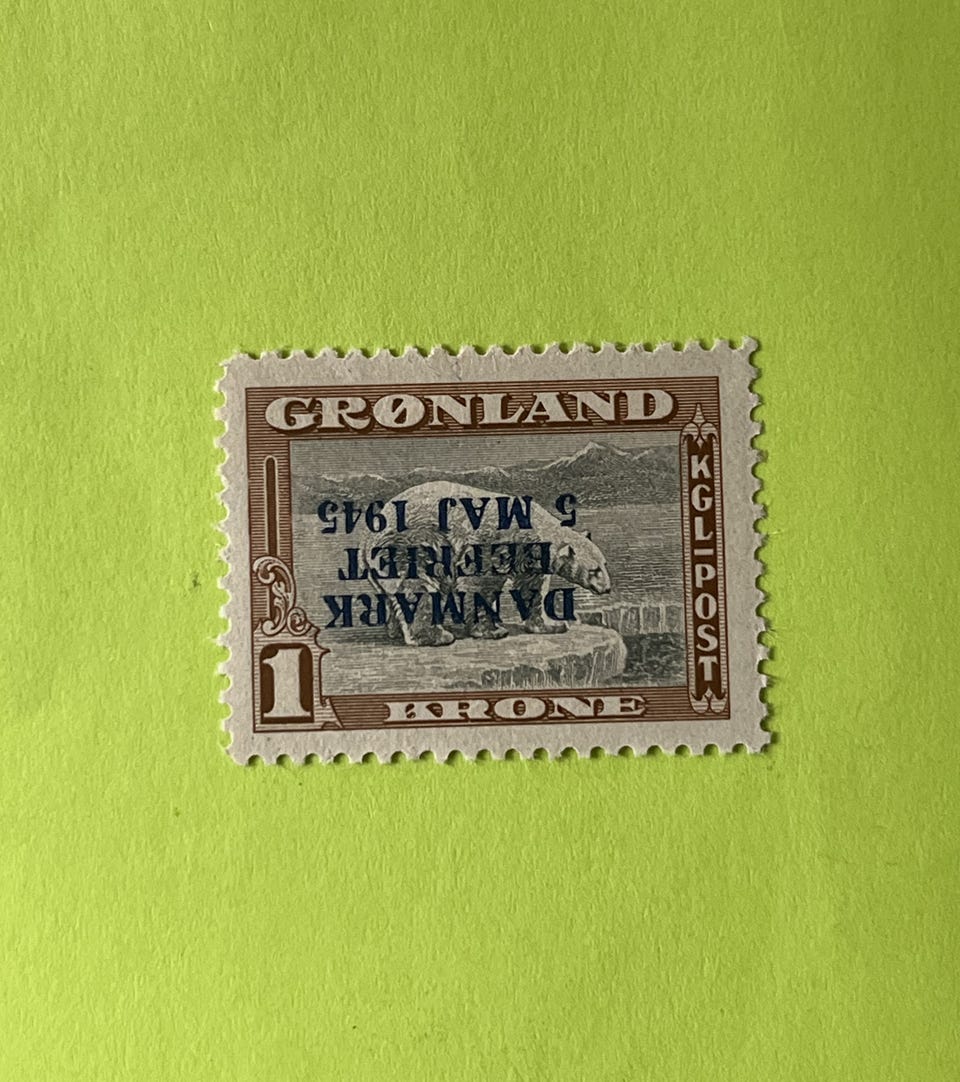 GRØNLAND
KGL-POST
DANMARK
BEFRIET
5 MAJ 1945
1
KRONE